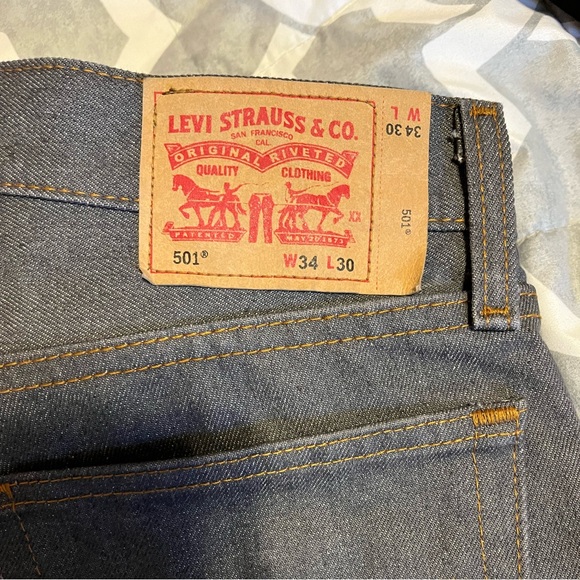 LEVI STRAUSS & CO.
SAN FRANCISCO
CAL.
ORIGINAL RIVETED
QUALITY CLOTHING
XX
PATENTED MAY 20 1873
501® W34 L30
W L
34 30
501®